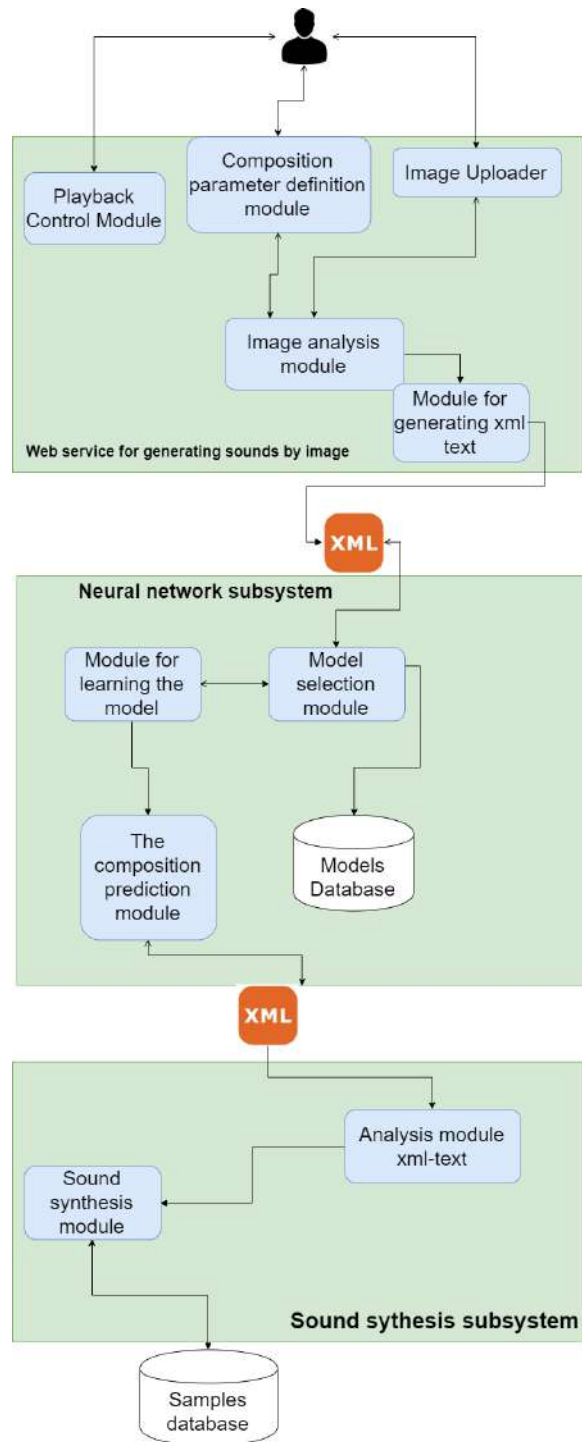 Playback
Control Module
Composition
parameter definition
module
Image Uploader
Image analysis
module
Module for
generating xml
text
Web service for generating sounds by image
XML
Neural network subsystem
Module for
learning the
model
Model
selection
module
The
composition
prediction
module
Models
Database
XML
Analysis module
xml-text
Sound
synthesis
module
Sound sythesis subsystem
Samples
database